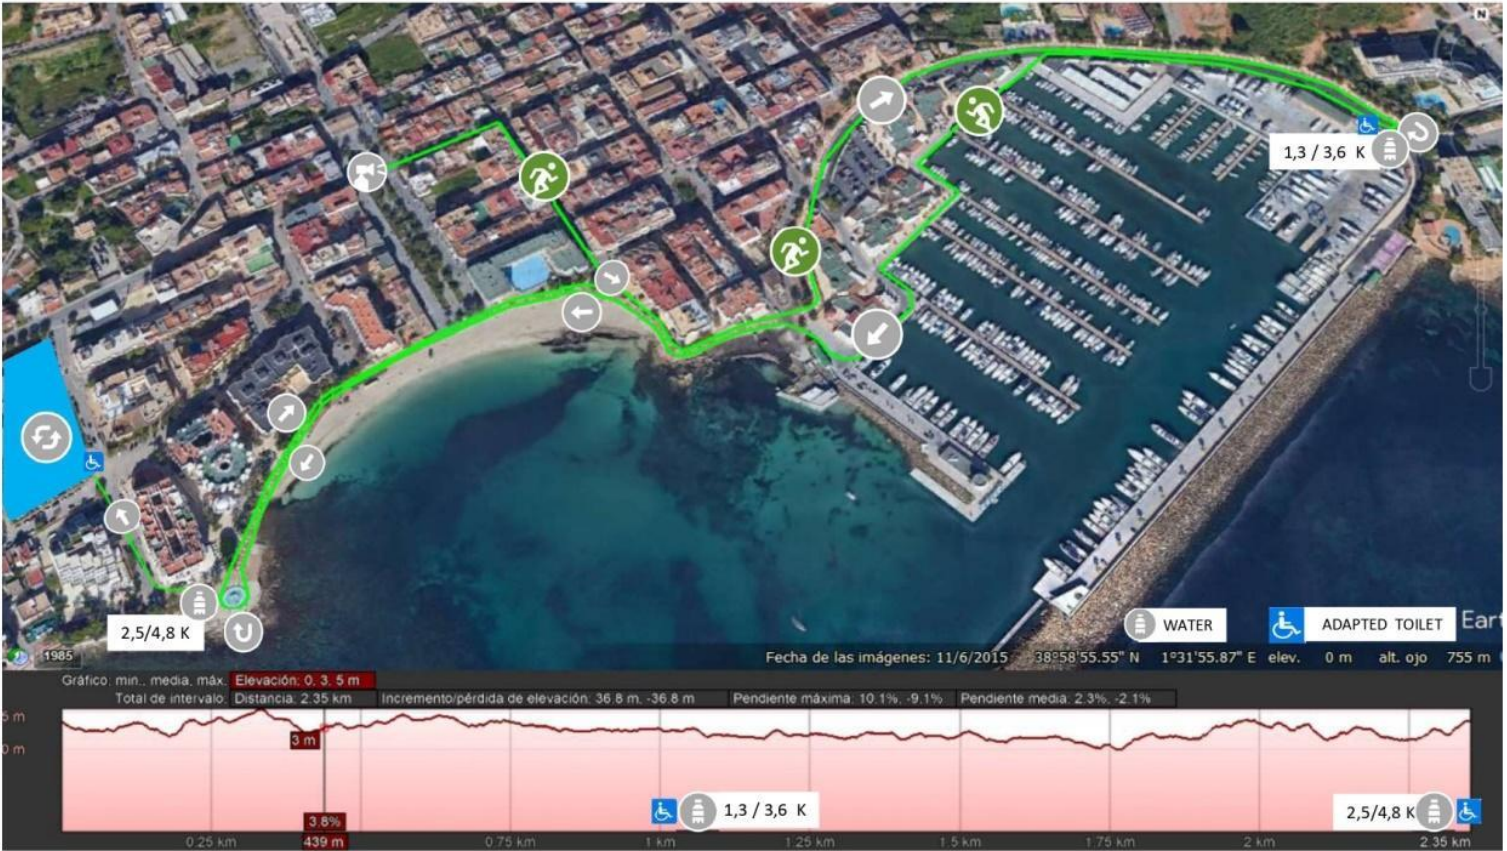 N
1,3 / 3,6 K
2,5/4,8 K
WATER
ADAPTED TOILET
Ear
1985
Fecha de las imágenes: 11/6/2015 38°58'55.55" N 1°31'55.87" E elev. 0 m alt. ojo 755 m
Gráfico: min., media, máx. Elevación: 0, 3, 5 m
Total de intervalo: Distancia: 2.35 km Incremento/pérdida de elevación: 36.8 m, -36.8 m Pendiente máxima: 10.1%, -9.1% Pendiente media: 2.3%, -2.1%
5 m
0 m
3 m
1,3 / 3,6 K
2,5/4,8 K
3.8%
0.25 km 439 m 0.75 km 1 km 1.25 km 1.5 km 1.75 km 2 km 2.35 km